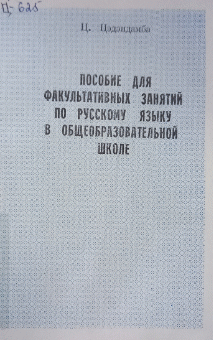 Ц-625
Ц. Цэдэндамба
ПОСОБИЕ ДЛЯ
ФАКУЛЬТАТИВНЫХ ЗАНЯТИЙ
ПО РУССКОМУ ЯЗЫКУ
В ОБЩЕОБРАЗОВАТЕЛЬНОЙ
ШКОЛЕ